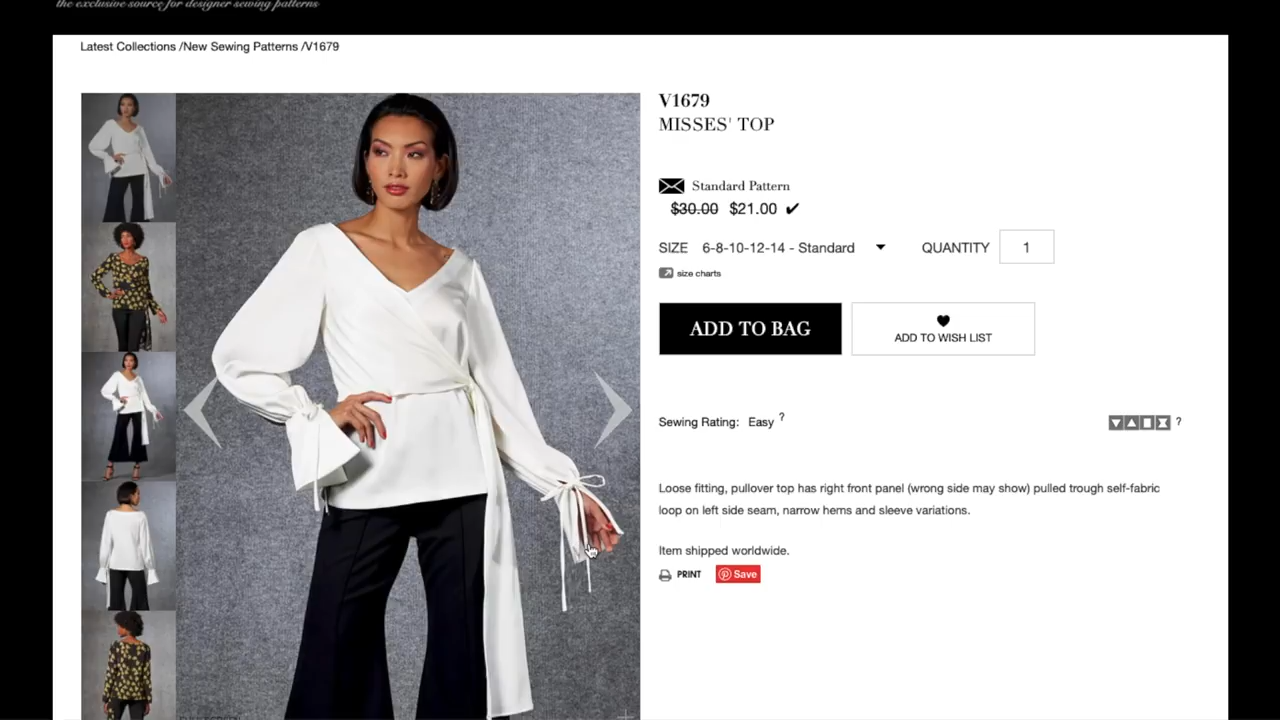 the exclusive source for designer sewing patterns
Latest Collections /New Sewing Patterns /V1679
V1679
MISSES' TOP
Standard Pattern
$30.00 $21.00 ✔
SIZE 6-8-10-12-14 - Standard QUANTITY 1
size charts
ADD TO BAG
ADD TO WISH LIST
Sewing Rating: Easy ?
?
Loose fitting, pullover top has right front panel (wrong side may show) pulled trough self-fabric
loop on left side seam, narrow hems and sleeve variations.
Item shipped worldwide.
PRINT Save